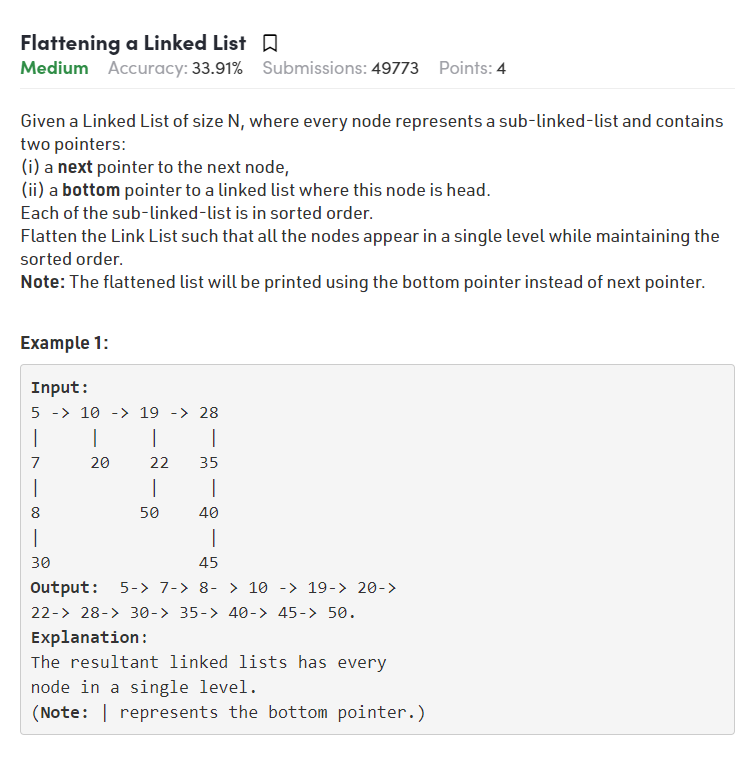 Flattening a Linked List
Medium Accuracy: 33.91% Submissions: 49773 Points: 4
Given a Linked List of size N, where every node represents a sub-linked-list and contains
two pointers:
(i) a next pointer to the next node,
(ii) a bottom pointer to a linked list where this node is head.
Each of the sub-linked-list is in sorted order.
Flatten the Link List such that all the nodes appear in a single level while maintaining the
sorted order.
Note: The flattened list will be printed using the bottom pointer instead of next pointer.
Example 1:
Input:
5 -> 10 -> 19 -> 28
|     |     |     |
7     20    22   35
|           |     |
8          50    40
|                 |
30               45
Output:  5-> 7-> 8- > 10 -> 19-> 20->
22-> 28-> 30-> 35-> 40-> 45-> 50.
Explanation:
The resultant linked lists has every
node in a single level.
(Note: | represents the bottom pointer.)